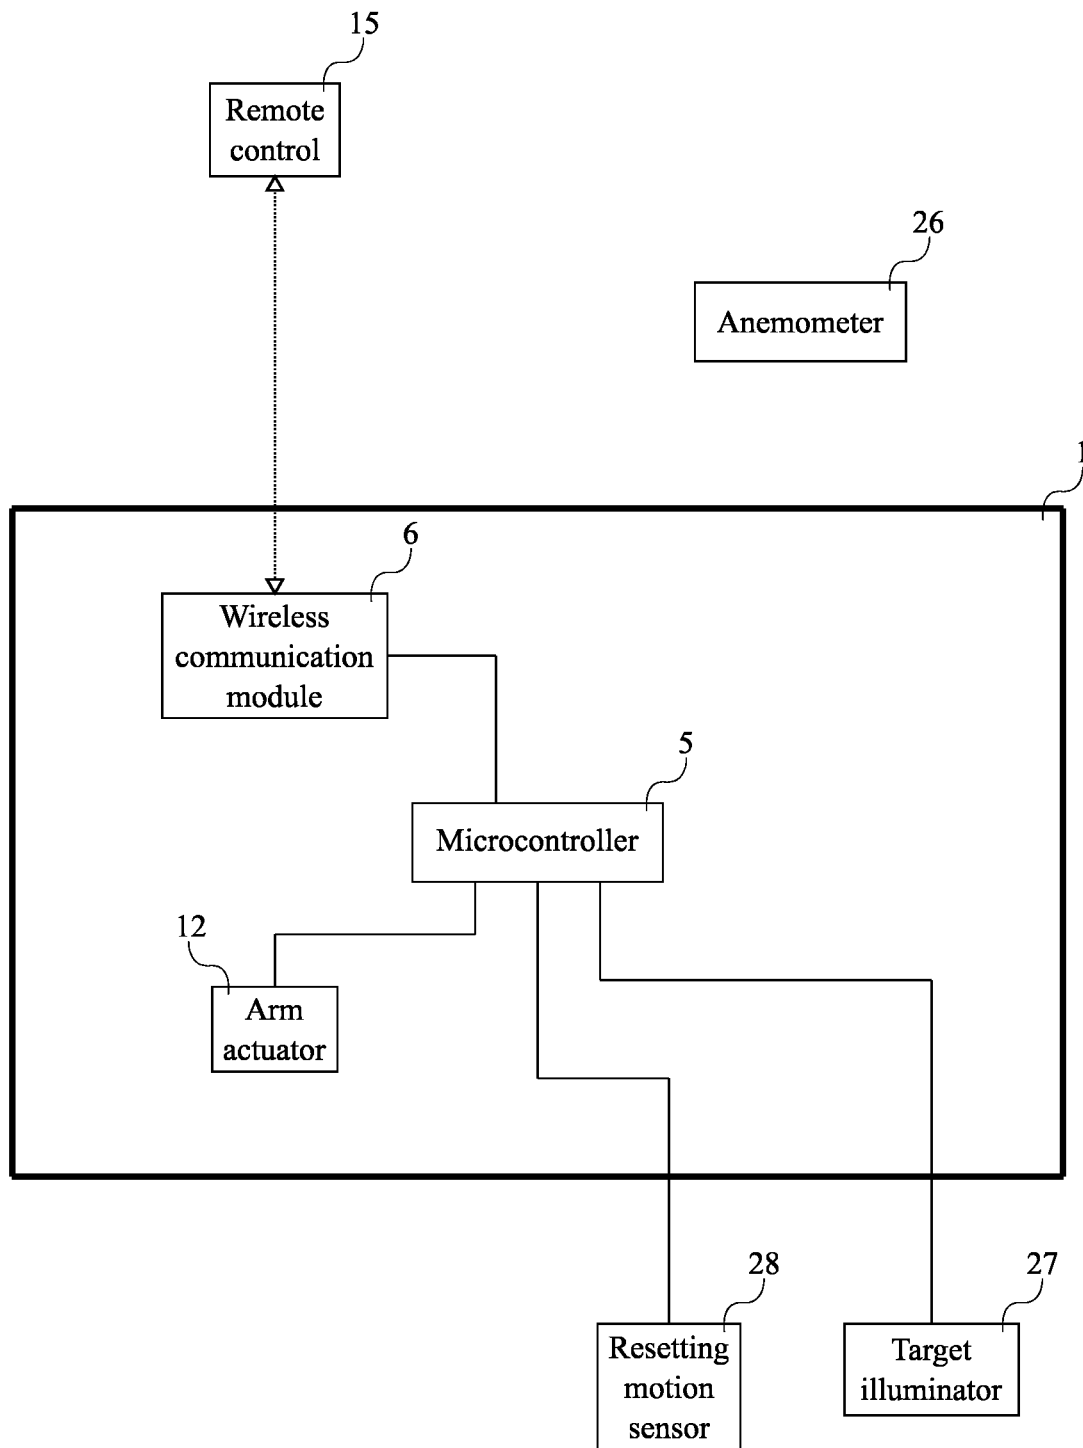 15
Remote
control
26
Anemometer
1
6
Wireless
communication
module
5
Microcontroller
12
Arm
actuator
28
27
Resetting
motion
sensor
Target
illuminator